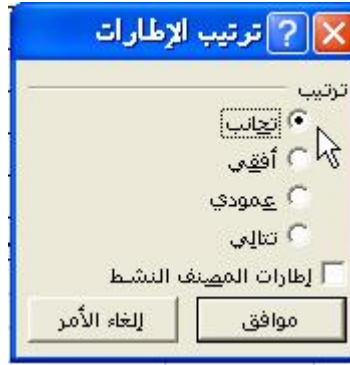 ترتيب الإطارات
ترتيب
تجانب
أفقي
عمودي
تتالي
إطارات المصنف النشط
موافق
إلغاء الأمر